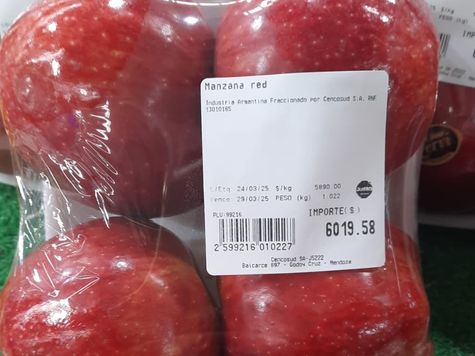 Manzana red
Industria Argentina Fraccionado por Cencosud S.A. RNE
13010165
F/Etq. 24/03/25 $/kg 5890.00
Vence: 29/03/25 PESO (kg) 1.022
PLU:99216
IMPORTE($)
6019.58
2 599216 010227
Cencosud SA-J5222
Balcarce 897 - Godoy Cruz - Mendoza